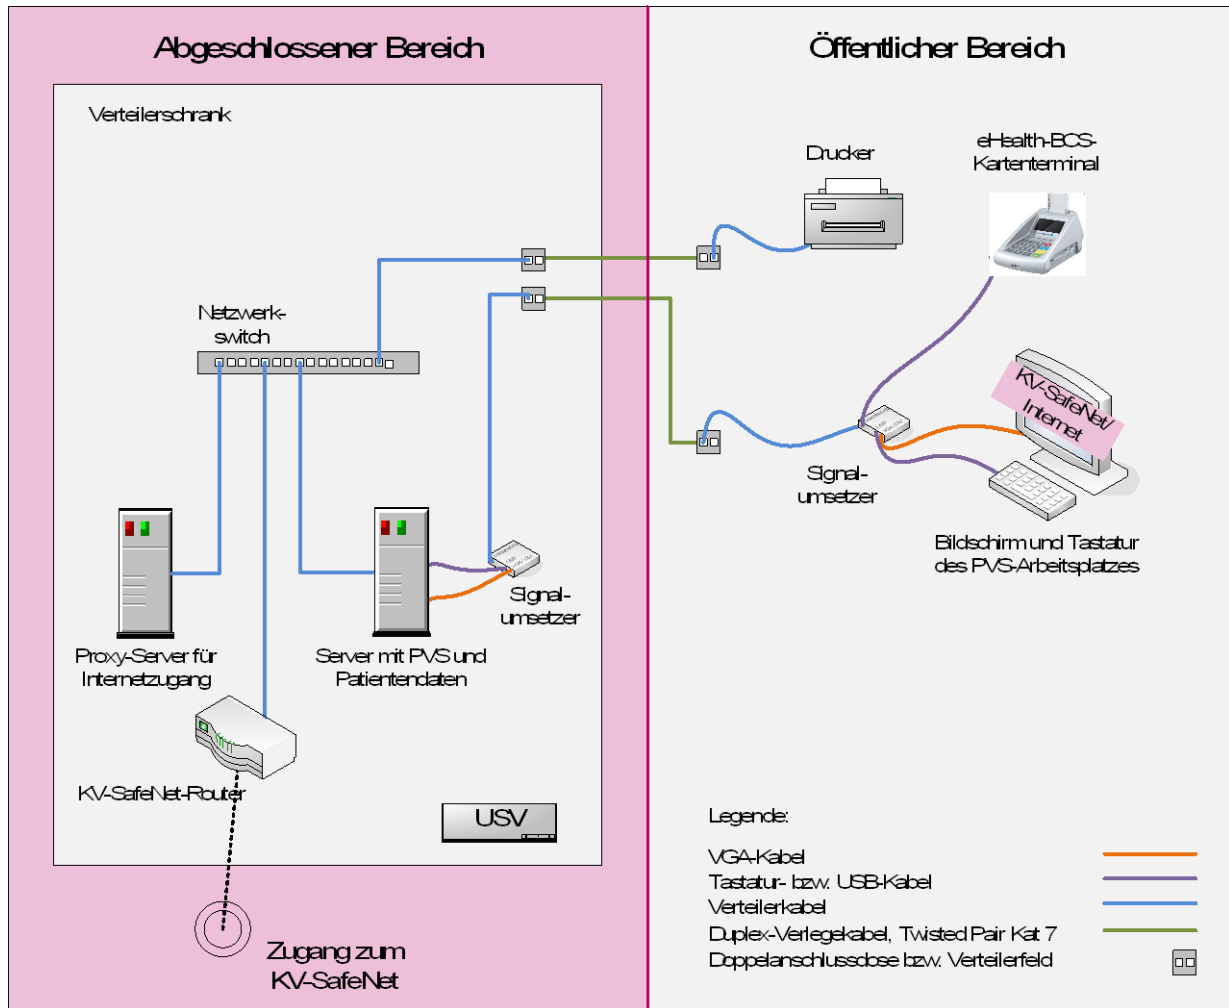 Abgeschlossener Bereich
Verteilerschrank
Netzwerk-
switch
Proxy-Server für
Internetzugang
Server mit PVS und
Patientendaten
Signal-
umsetzer
KV-SafeNet-Router
USV
Zugang zum
KV-SafeNet
Öffentlicher Bereich
Drucker
eHealth-BCS-
Kartenterminal
KV-SafeNet/
Internet
Signal-
umsetzer
Bildschirm und Tastatur
des PVS-Arbeitsplatzes
Legende:
VGA-Kabel
Tastatur- bzw. USB-Kabel
Verteilerkabel
Duplex-Verlegekabel, Twisted Pair Kat 7
Doppelanschlussdose bzw. Verteilerfeld